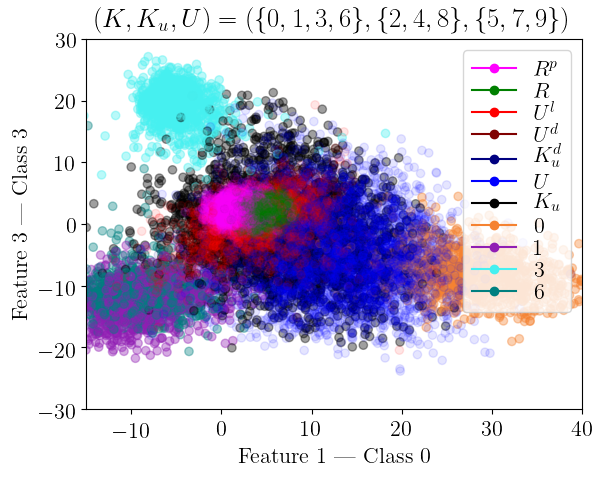 (K, K_u, U) = ({0, 1, 3, 6}, {2, 4, 8}, {5, 7, 9})
Feature 3 — Class 3
30
20
10
0
−10
−20
−30
R^p
R
U^l
U^d
K_u^d
U
K_u
0
1
3
6
−10
0
10
20
30
40
Feature 1 — Class 0